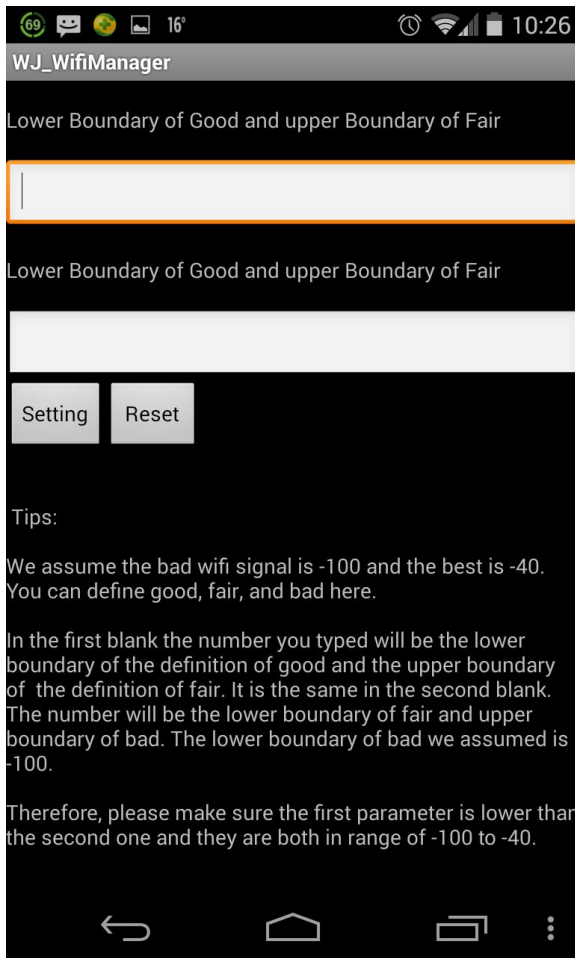 69 16° 10:26
WJ_WifiManager
Lower Boundary of Good and upper Boundary of Fair
Lower Boundary of Good and upper Boundary of Fair
Setting Reset
Tips:
We assume the bad wifi signal is -100 and the best is -40.
You can define good, fair, and bad here.
In the first blank the number you typed will be the lower
boundary of the definition of good and the upper boundary
of the definition of fair. It is the same in the second blank.
The number will be the lower boundary of fair and upper
boundary of bad. The lower boundary of bad we assumed is
-100.
Therefore, please make sure the first parameter is lower than
the second one and they are both in range of -100 to -40.